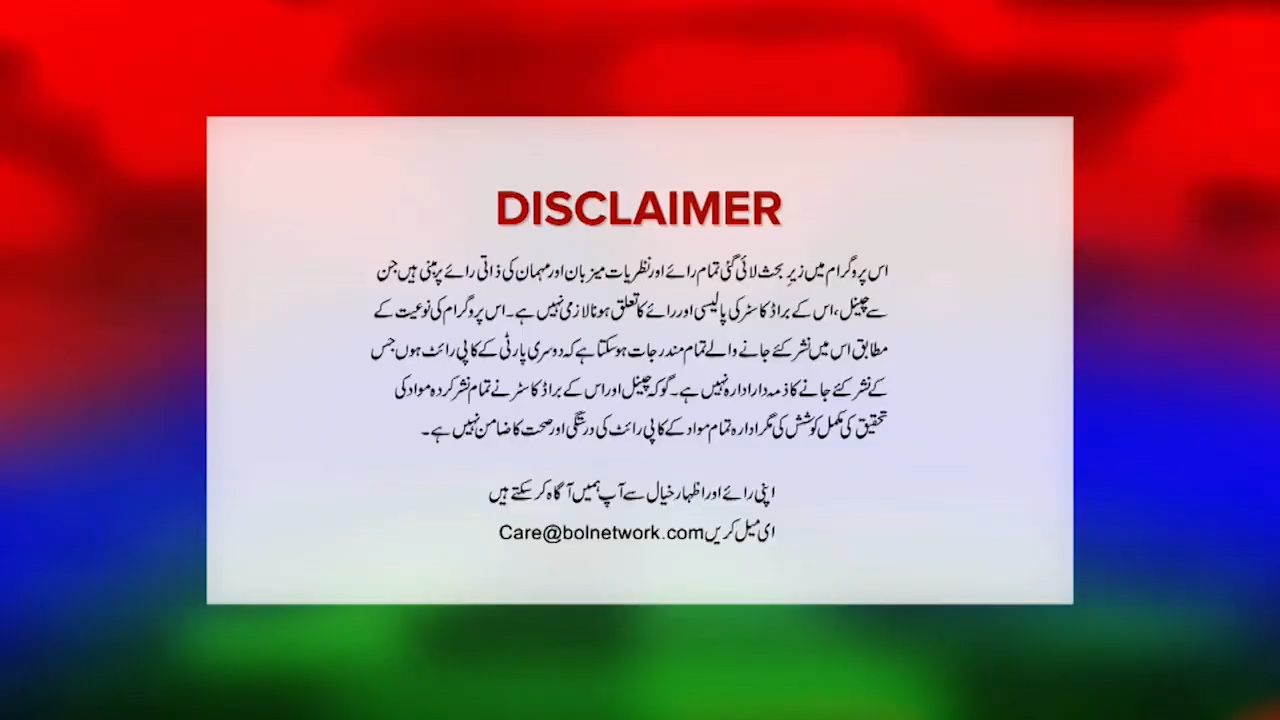 DISCLAIMER
اس پروگرام میں زیرِ بحث لائی گئی تمام رائے اور نظریات میزبان اور مہمان کی ذاتی رائے پر مبنی ہیں جن
سے چینل، اس کے براڈ کاسٹر کی پالیسی اور رائے کا تعلق ہونا لازمی نہیں ہے۔ اس پروگرام کی نوعیت کے
مطابق اس میں نشر کئے جانے والے تمام مندرجات ہو سکتا ہے کہ دوسری پارٹی کے کاپی رائٹ ہوں جس
کے نشر کئے جانے کا ذمہ دار ادارہ نہیں ہے۔ گو کہ چینل اور اس کے براڈ کاسٹر نے تمام نشر کردہ مواد کی
تحقیق کی مکمل کوشش کی مگر ادارہ تمام مواد کے کاپی رائٹ کی درستگی اور صحت کا ضامن نہیں ہے۔
اپنی رائے اور اظہار خیال سے آپ ہمیں آگاہ کر سکتے ہیں
ای میل کریں Care@bolnetwork.com